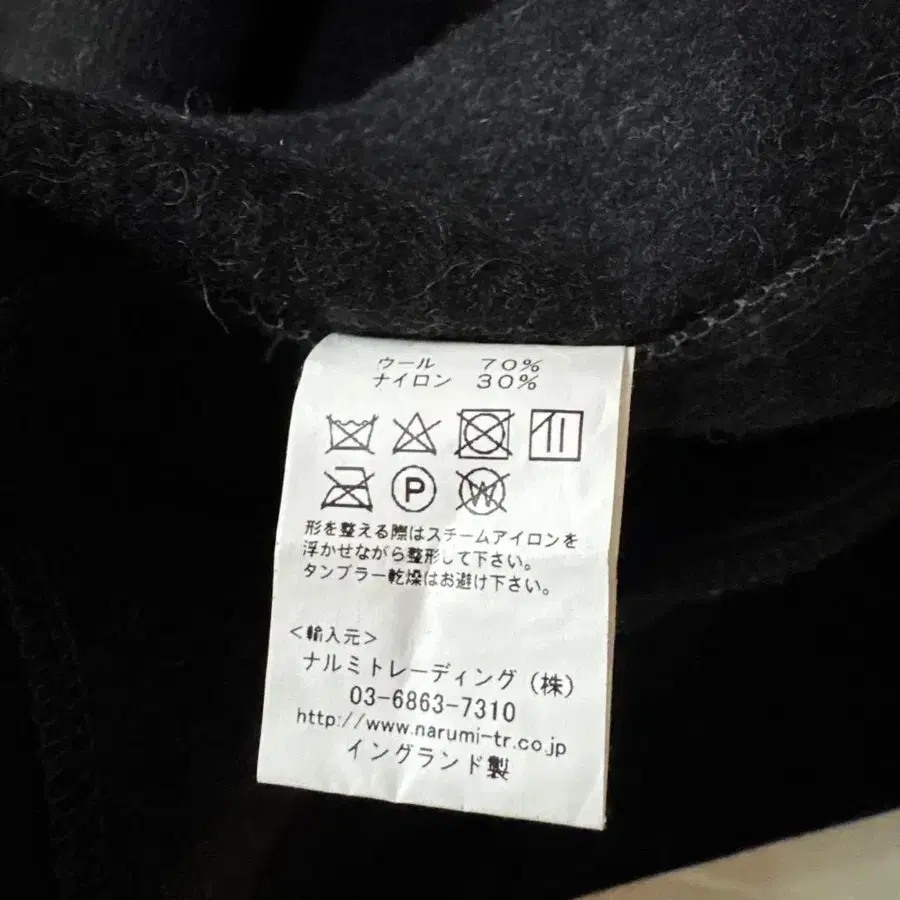 ウール 70%
ナイロン 30%
P
W
形を整える際はスチームアイロンを
浮かせながら整形して下さい。
タンブラー乾燥はお避け下さい。
<輸入元>
ナルミトレーディング(株)
03-6863-7310
http://www.narumi-tr.co.jp
イングランド製